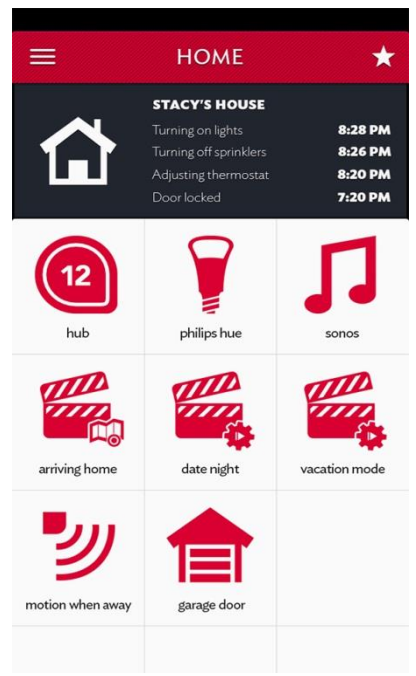 HOME
STACY'S HOUSE
Turning on lights 8:28 PM
Turning off sprinklers 8:26 PM
Adjusting thermostat 8:20 PM
Door locked 7:20 PM
12
hub philips hue sonos
arriving home date night vacation mode
motion when away garage door